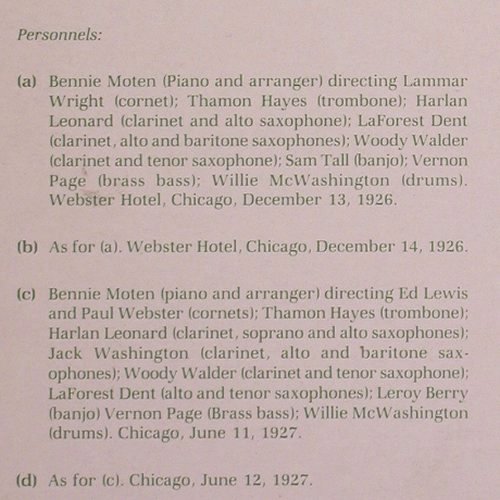 Personnels:
(a) Bennie Moten (Piano and arranger) directing Lammar
Wright (cornet); Thamon Hayes (trombone); Harlan
Leonard (clarinet and alto saxophone); LaForest Dent
(clarinet, alto and baritone saxophones); Woody Walder
(clarinet and tenor saxophone); Sam Tall (banjo); Vernon
Page (brass bass); Willie McWashington (drums).
Webster Hotel, Chicago, December 13, 1926.
(b) As for (a). Webster Hotel, Chicago, December 14, 1926.
(c) Bennie Moten (piano and arranger) directing Ed Lewis
and Paul Webster (cornets); Thamon Hayes (trombone);
Harlan Leonard (clarinet, soprano and alto saxophones);
Jack Washington (clarinet, alto and baritone sax-
ophones); Woody Walder (clarinet and tenor saxophone);
LaForest Dent (alto and tenor saxophones); Leroy Berry
(banjo) Vernon Page (Brass bass); Willie McWashington
(drums). Chicago, June 11, 1927.
(d) As for (c). Chicago, June 12, 1927.